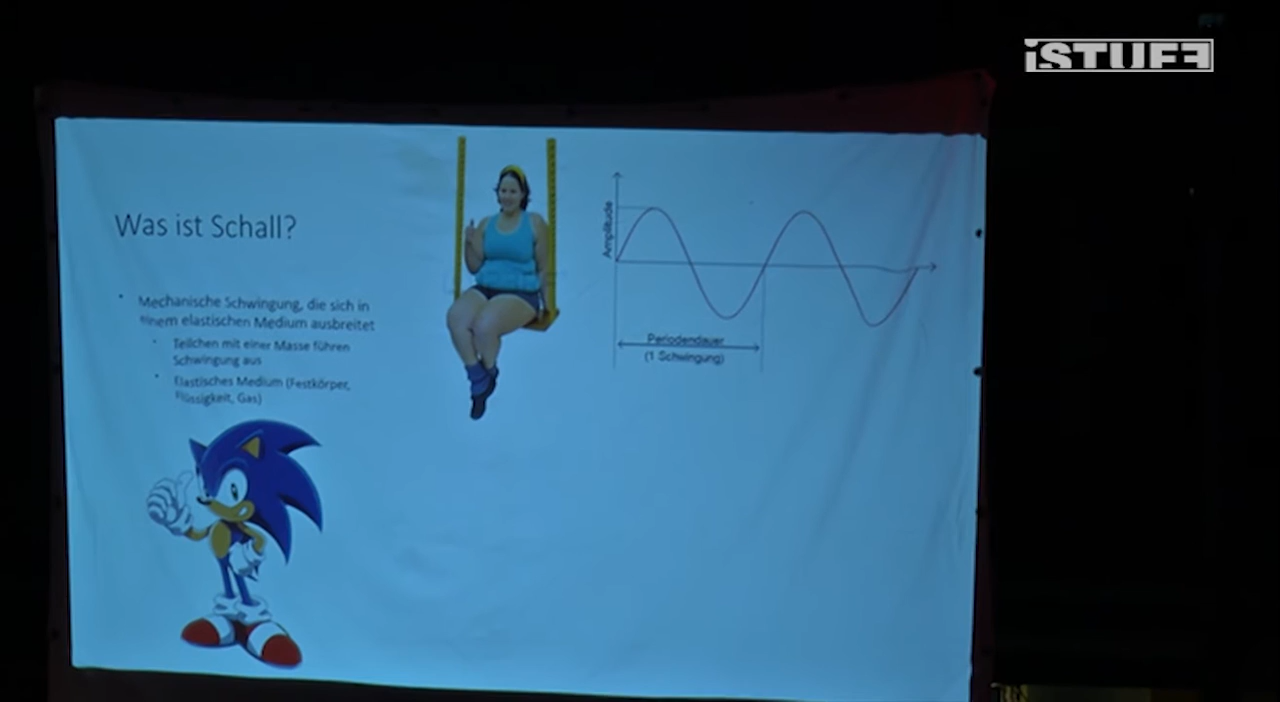 iSTUFF
Was ist Schall?
Mechanische Schwingung, die sich in
einem elastischen Medium ausbreitet
Teilchen mit einer Masse führen
Schwingung aus
Elastisches Medium (Festkörper,
Flüssigkeit, Gas)
Amplitude
Periodendauer
(1 Schwingung)